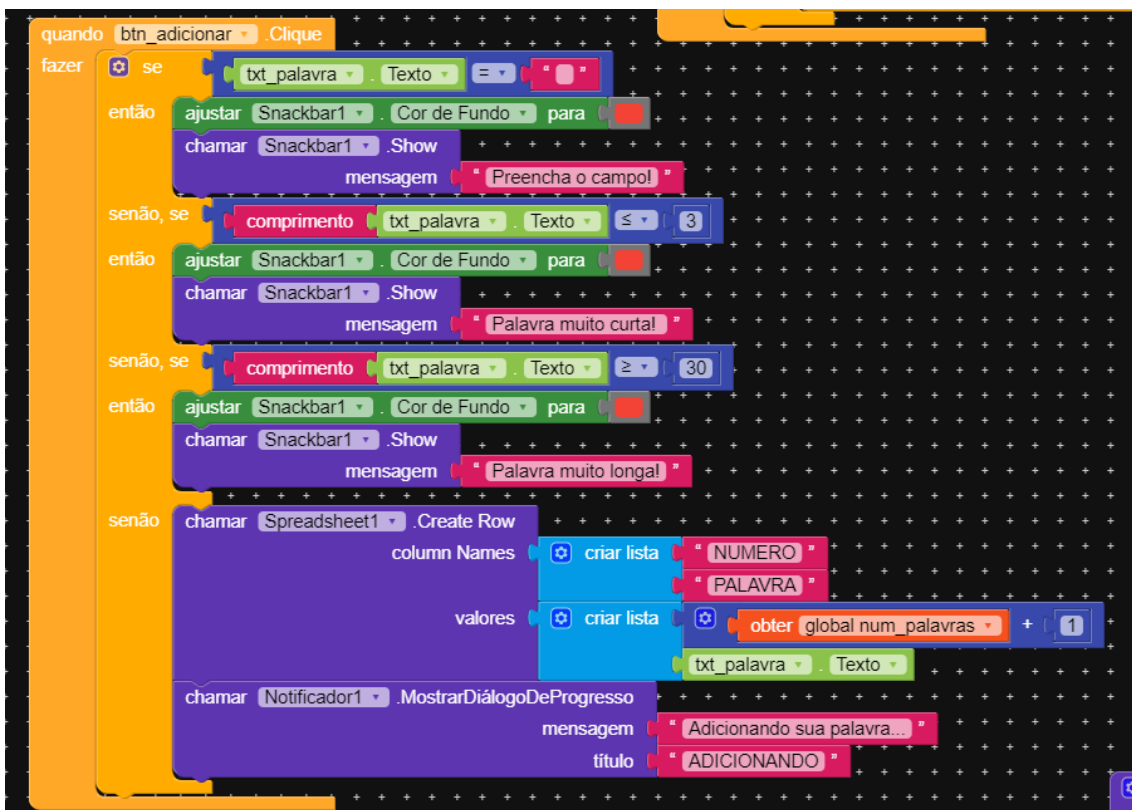 quando btn_adicionar .Clique
fazer se txt_palavra . Texto = " "
então ajustar Snackbar1 . Cor de Fundo para
chamar Snackbar1 .Show
mensagem " Preencha o campo! "
senão, se comprimento txt_palavra . Texto ≤ 3
então ajustar Snackbar1 . Cor de Fundo para
chamar Snackbar1 .Show
mensagem " Palavra muito curta! "
senão, se comprimento txt_palavra . Texto ≥ 30
então ajustar Snackbar1 . Cor de Fundo para
chamar Snackbar1 .Show
mensagem " Palavra muito longa! "
senão chamar Spreadsheet1 .Create Row
column Names criar lista " NUMERO "
" PALAVRA "
valores criar lista obter global num_palavras + 1
txt_palavra . Texto
chamar Notificador1 .MostrarDiálogoDeProgresso
mensagem " Adicionando sua palavra... "
título " ADICIONANDO "